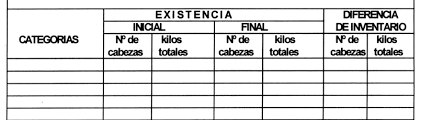 EXISTENCIA DIFERENCIA
INICIAL FINAL DE INVENTARIO
CATEGORIAS Nº de kilos Nº de kilos Nº de kilos
cabezas totales cabezas totales cabezas totales